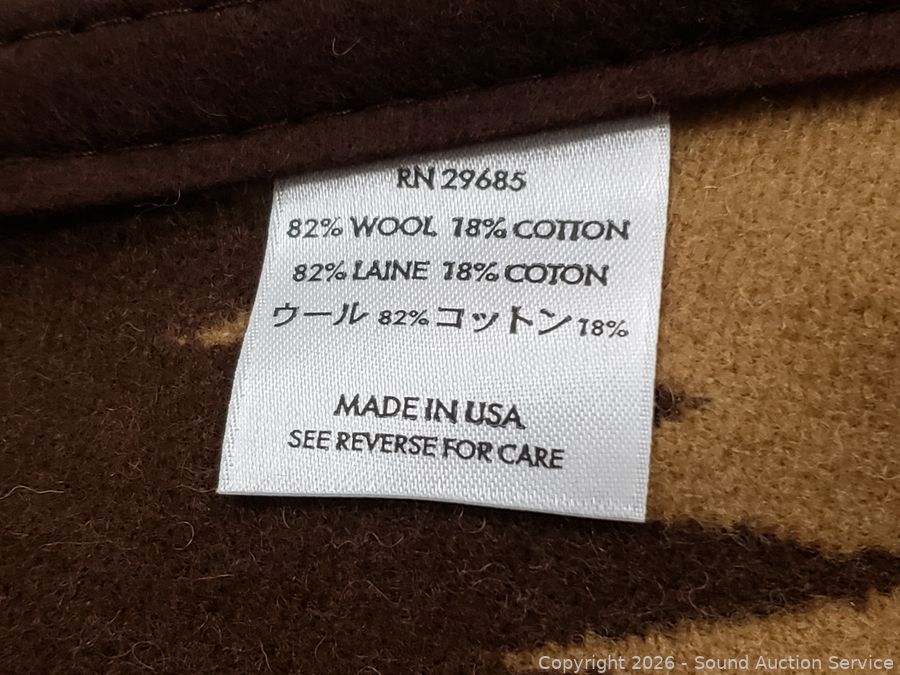 RN 29685
82% WOOL 18% COTTON
82% LAINE 18% COTON
ウール 82% コットン 18%
MADE IN USA
SEE REVERSE FOR CARE
Copyright 2026 - Sound Auction Service